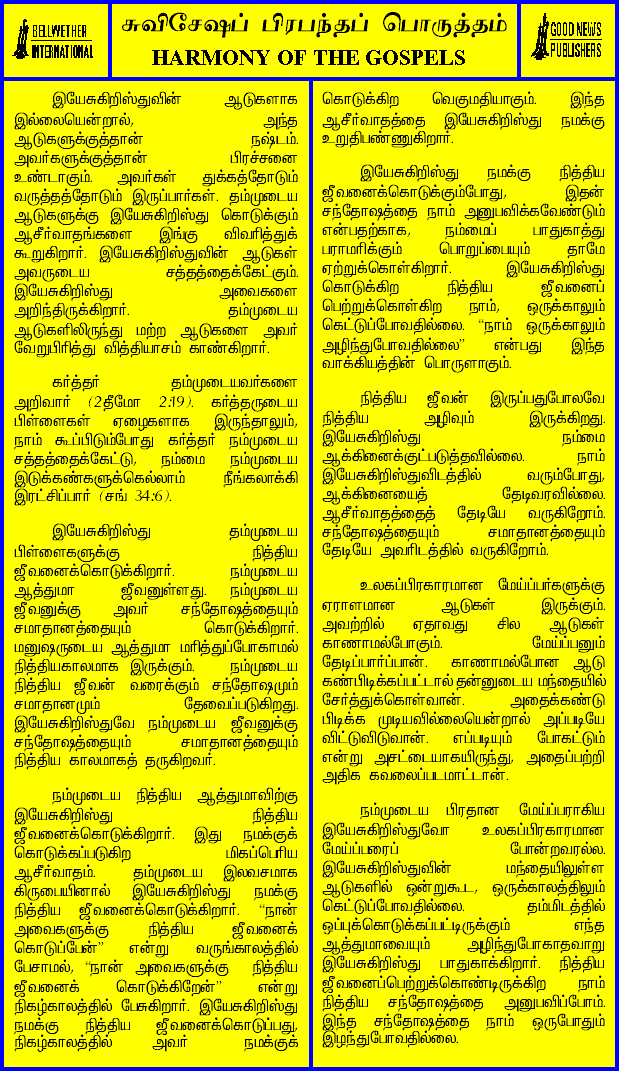 BELLWETHER
INTERNATIONAL
சுவிசேஷப் பிரபந்தப் பொருத்தம்
HARMONY OF THE GOSPELS
GOOD NEWS
PUBLISHERS
இயேசுகிறிஸ்துவின் ஆடுகளாக
இல்லையென்றால், அந்த
ஆடுகளுக்குத்தான் நஷ்டம்.
அவர்களுக்குத்தான் பிரச்சனை
உண்டாகும். அவர்கள் துக்கத்தோடும்
வருத்தத்தோடும் இருப்பார்கள். தம்முடைய
ஆடுகளுக்கு இயேசுகிறிஸ்து கொடுக்கும்
ஆசீர்வாதங்களை இங்கு விவரித்துக்
கூறுகிறார். இயேசுகிறிஸ்துவின் ஆடுகள்
அவருடைய சத்தத்தைக்கேட்கும்.
இயேசுகிறிஸ்து அவைகளை
அறிந்திருக்கிறார். தம்முடைய
ஆடுகளிலிருந்து மற்ற ஆடுகளை அவர்
வேறுபிரித்து வித்தியாசம் காண்கிறார்.
கர்த்தர் தம்முடையவர்களை
அறிவார் (2தீமோ 2:19). கர்த்தருடைய
பிள்ளைகள் ஏழைகளாக இருந்தாலும்,
நாம் கூப்பிடும்போது கர்த்தர் நம்முடைய
சத்தத்தைக்கேட்டு, நம்மை நம்முடைய
இடுக்கண்களுக்கெல்லாம் நீங்கலாக்கி
இரட்சிப்பார் (சங் 34:6).
இயேசுகிறிஸ்து தம்முடைய
பிள்ளைகளுக்கு நித்திய
ஜீவனைக்கொடுக்கிறார். நம்முடைய
ஆத்துமா ஜீவனுள்ளது. நம்முடைய
ஜீவனுக்கு அவர் சந்தோஷத்தையும்
சமாதானத்தையும் கொடுக்கிறார்.
மனுஷருடைய ஆத்துமா மரித்துப்போகாமல்
நித்தியகாலமாக இருக்கும். நம்முடைய
நித்திய ஜீவன் வரைக்கும் சந்தோஷமும்
சமாதானமும் தேவைப்படுகிறது.
இயேசுகிறிஸ்துவே நம்முடைய ஜீவனுக்கு
சந்தோஷத்தையும் சமாதானத்தையும்
நித்திய காலமாகத் தருகிறவர்.
நம்முடைய நித்திய ஆத்துமாவிற்கு
இயேசுகிறிஸ்து நித்திய
ஜீவனைக்கொடுக்கிறார். இது நமக்குக்
கொடுக்கப்படுகிற மிகப்பெரிய
ஆசீர்வாதம். தம்முடைய இலவசமாக
கிருபையினால் இயேசுகிறிஸ்து நமக்கு
நித்திய ஜீவனைக்கொடுக்கிறார். “நான்
அவைகளுக்கு நித்திய ஜீவனைக்
கொடுப்பேன்” என்று வருங்காலத்தில்
பேசாமல், “நான் அவைகளுக்கு நித்திய
ஜீவனைக் கொடுக்கிறேன்” என்று
நிகழ்காலத்தில் பேசுகிறார். இயேசுகிறிஸ்து
நமக்கு நித்திய ஜீவனைக்கொடுப்பது,
நிகழ்காலத்தில் அவர் நமக்குக்
கொடுக்கிற வெகுமதியாகும். இந்த
ஆசீர்வாதத்தை இயேசுகிறிஸ்து நமக்கு
உறுதிபண்ணுகிறார்.
இயேசுகிறிஸ்து நமக்கு நித்திய
ஜீவனைக்கொடுக்கும்போது, இதன்
சந்தோஷத்தை நாம் அனுபவிக்கவேண்டும்
என்பதற்காக, நம்மைப் பாதுகாத்து
பராமரிக்கும் பொறுப்பையும் தாமே
ஏற்றுக்கொள்கிறார். இயேசுகிறிஸ்து
கொடுக்கிற நித்திய ஜீவனைப்
பெற்றுக்கொள்கிற நாம், ஒருக்காலும்
கெட்டுப்போவதில்லை. “நாம் ஒருக்காலும்
அழிந்துபோவதில்லை” என்பது இந்த
வாக்கியத்தின் பொருளாகும்.
நித்திய ஜீவன் இருப்பதுபோலவே
நித்திய அழிவும் இருக்கிறது.
இயேசுகிறிஸ்து நம்மை
ஆக்கினைக்குட்படுத்தவில்லை. நாம்
இயேசுகிறிஸ்துவிடத்தில் வரும்போது,
ஆக்கினையைத் தேடிவரவில்லை.
ஆசீர்வாதத்தைத் தேடியே வருகிறோம்.
சந்தோஷத்தையும் சமாதானத்தையும்
தேடியே அவரிடத்தில் வருகிறோம்.
உலகப்பிரகாரமான மேய்ப்பர்களுக்கு
ஏராளமான ஆடுகள் இருக்கும்.
அவற்றில் ஏதாவது சில ஆடுகள்
காணாமல்போகும். மேய்ப்பனும்
தேடிப்பார்ப்பான். காணாமல்போன ஆடு
கண்பிடிக்கப்பட்டால் தன்னுடைய மந்தையில்
சேர்த்துக்கொள்வான். அதைக்கண்டு
பிடிக்க முடியவில்லையென்றால் அப்படியே
விட்டுவிடுவான். எப்படியும் போகட்டும்
என்று அசட்டையாகயிருந்து, அதைப்பற்றி
அதிக கவலைப்படமாட்டான்.
நம்முடைய பிரதான மேய்ப்பராகிய
இயேசுகிறிஸ்துவோ உலகப்பிரகாரமான
மேய்ப்பரைப் போன்றவரல்ல.
இயேசுகிறிஸ்துவின் மந்தையிலுள்ள
ஆடுகளில் ஒன்றுகூட, ஒருக்காலத்திலும்
கெட்டுப்போவதில்லை. தம்மிடத்தில்
ஒப்புக்கொடுக்கப்பட்டிருக்கும் எந்த
ஆத்துமாவையும் அழிந்துபோகாதவாறு
இயேசுகிறிஸ்து பாதுகாக்கிறார். நித்திய
ஜீவனைப்பெற்றுக்கொண்டிருக்கிற நாம்
நித்திய சந்தோஷத்தை அனுபவிப்போம்.
இந்த சந்தோஷத்தை நாம் ஒருபோதும்
இழந்துபோவதில்லை.